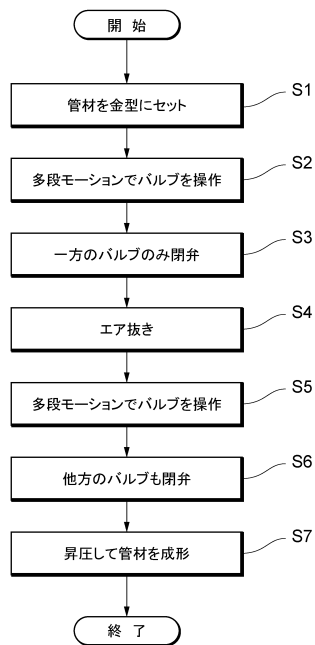 開 始
管材を金型にセット
S1
多段モーションでバルブを操作
S2
一方のバルブのみ閉弁
S3
エア抜き
S4
多段モーションでバルブを操作
S5
他方のバルブも閉弁
S6
昇圧して管材を成形
S7
終 了